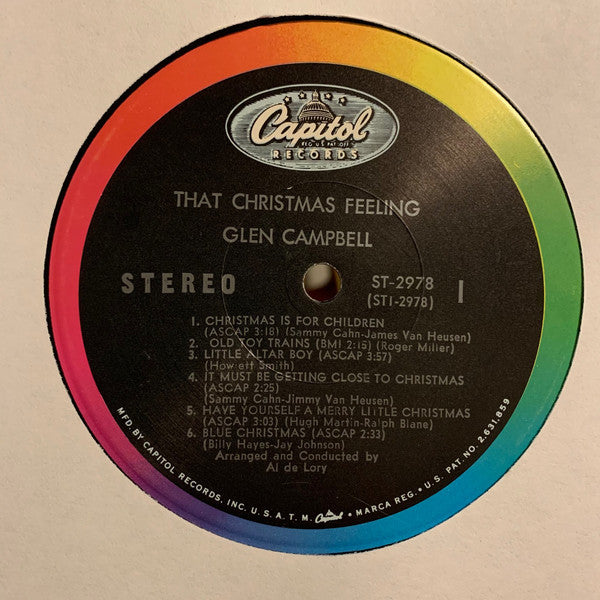 Capitol
REG. U.S. PAT. OFF.
RECORDS
THAT CHRISTMAS FEELING
GLEN CAMPBELL
STEREO
ST-2978
(ST1-2978)
1
1. CHRISTMAS IS FOR CHILDREN
(ASCAP 3:18) (Sammy Cahn-James Van Heusen)
2. OLD TOY TRAINS (BMI 2:15) (Roger Miller)
3. LITTLE ALTAR BOY (ASCAP 3:57)
(Howlett Smith)
4. IT MUST BE GETTING CLOSE TO CHRISTMAS
(ASCAP 2:25)
(Sammy Cahn-Jimmy Van Heusen)
5. HAVE YOURSELF A MERRY LITTLE CHRISTMAS
(ASCAP 3:03) (Hugh Martin-Ralph Blane)
6. BLUE CHRISTMAS (ASCAP 2:33)
(Billy Hayes-Jay Johnson)
Arranged and Conducted by
Al de Lory
MFD. BY CAPITOL RECORDS, INC. U. S. A. T. M. Capitol • MARCA REG. • U.S. PAT. NO. 2,631,859